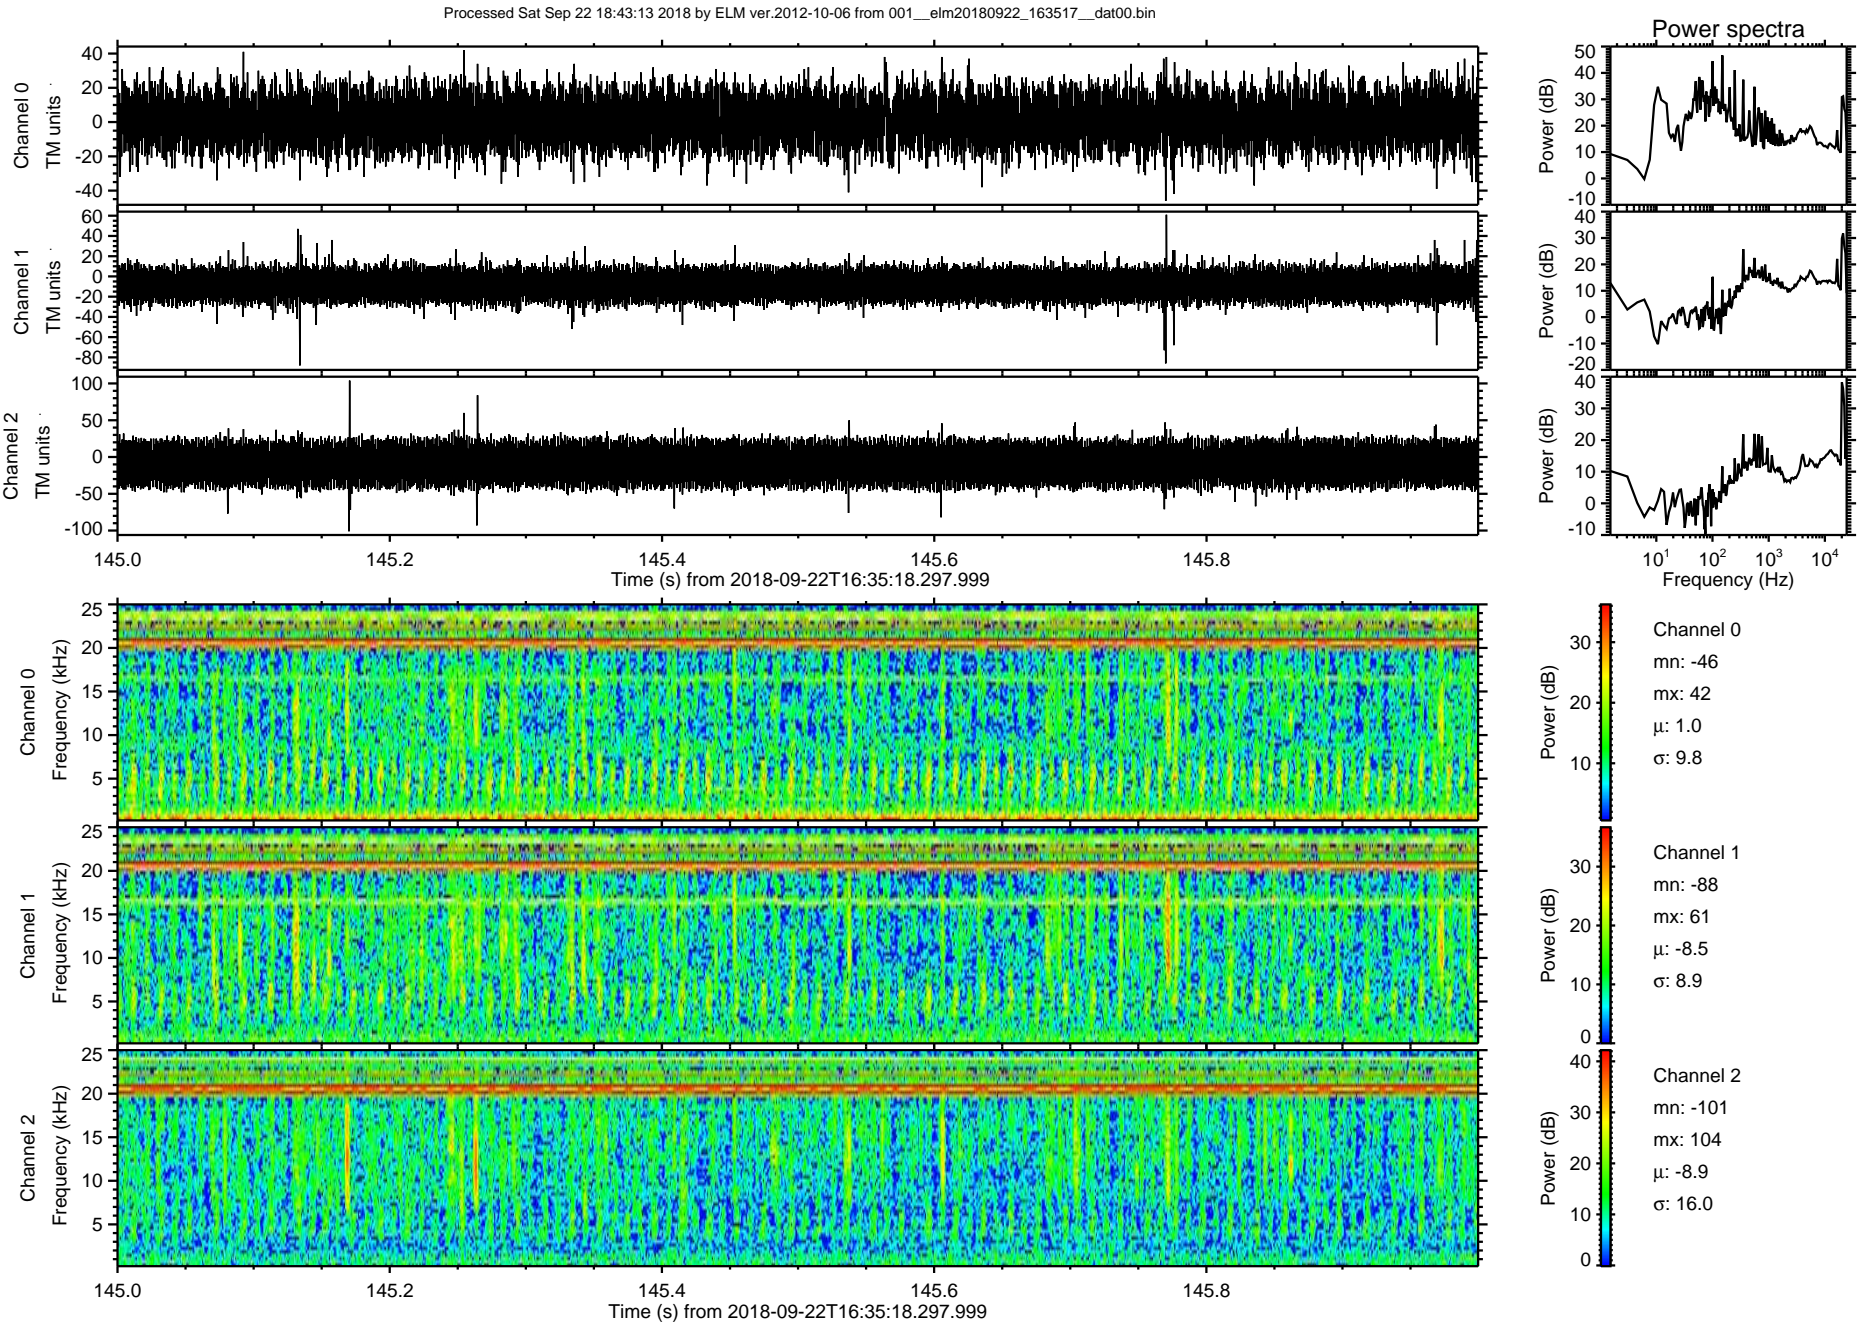 Processed Sat Sep 22 18:43:13 2018 by ELM ver.2012-10-06 from 001__elm20180922_163517__dat00.bin
Power spectra
Channel 0
TM units
40
20
0
-20
-40
Power (dB)
50
40
30
20
10
0
-10
Channel 1
TM units
60
40
20
0
-20
-40
-60
-80
Power (dB)
40
30
20
10
0
-10
-20
Channel 2
TM units
100
50
0
-50
-100
Power (dB)
40
30
20
10
0
-10
145.0 145.2 145.4 145.6 145.8
Time (s) from 2018-09-22T16:35:18.297.999
10¹ 10² 10³ 10⁴
Frequency (Hz)
Channel 0
Frequency (kHz)
25
20
15
10
5
Power (dB)
30
20
10
Channel 0
mn: -46
mx: 42
µ: 1.0
σ: 9.8
Channel 1
Frequency (kHz)
25
20
15
10
5
Power (dB)
30
20
10
0
Channel 1
mn: -88
mx: 61
µ: -8.5
σ: 8.9
Channel 2
Frequency (kHz)
25
20
15
10
5
Power (dB)
40
30
20
10
0
Channel 2
mn: -101
mx: 104
µ: -8.9
σ: 16.0
145.0 145.2 145.4 145.6 145.8
Time (s) from 2018-09-22T16:35:18.297.999